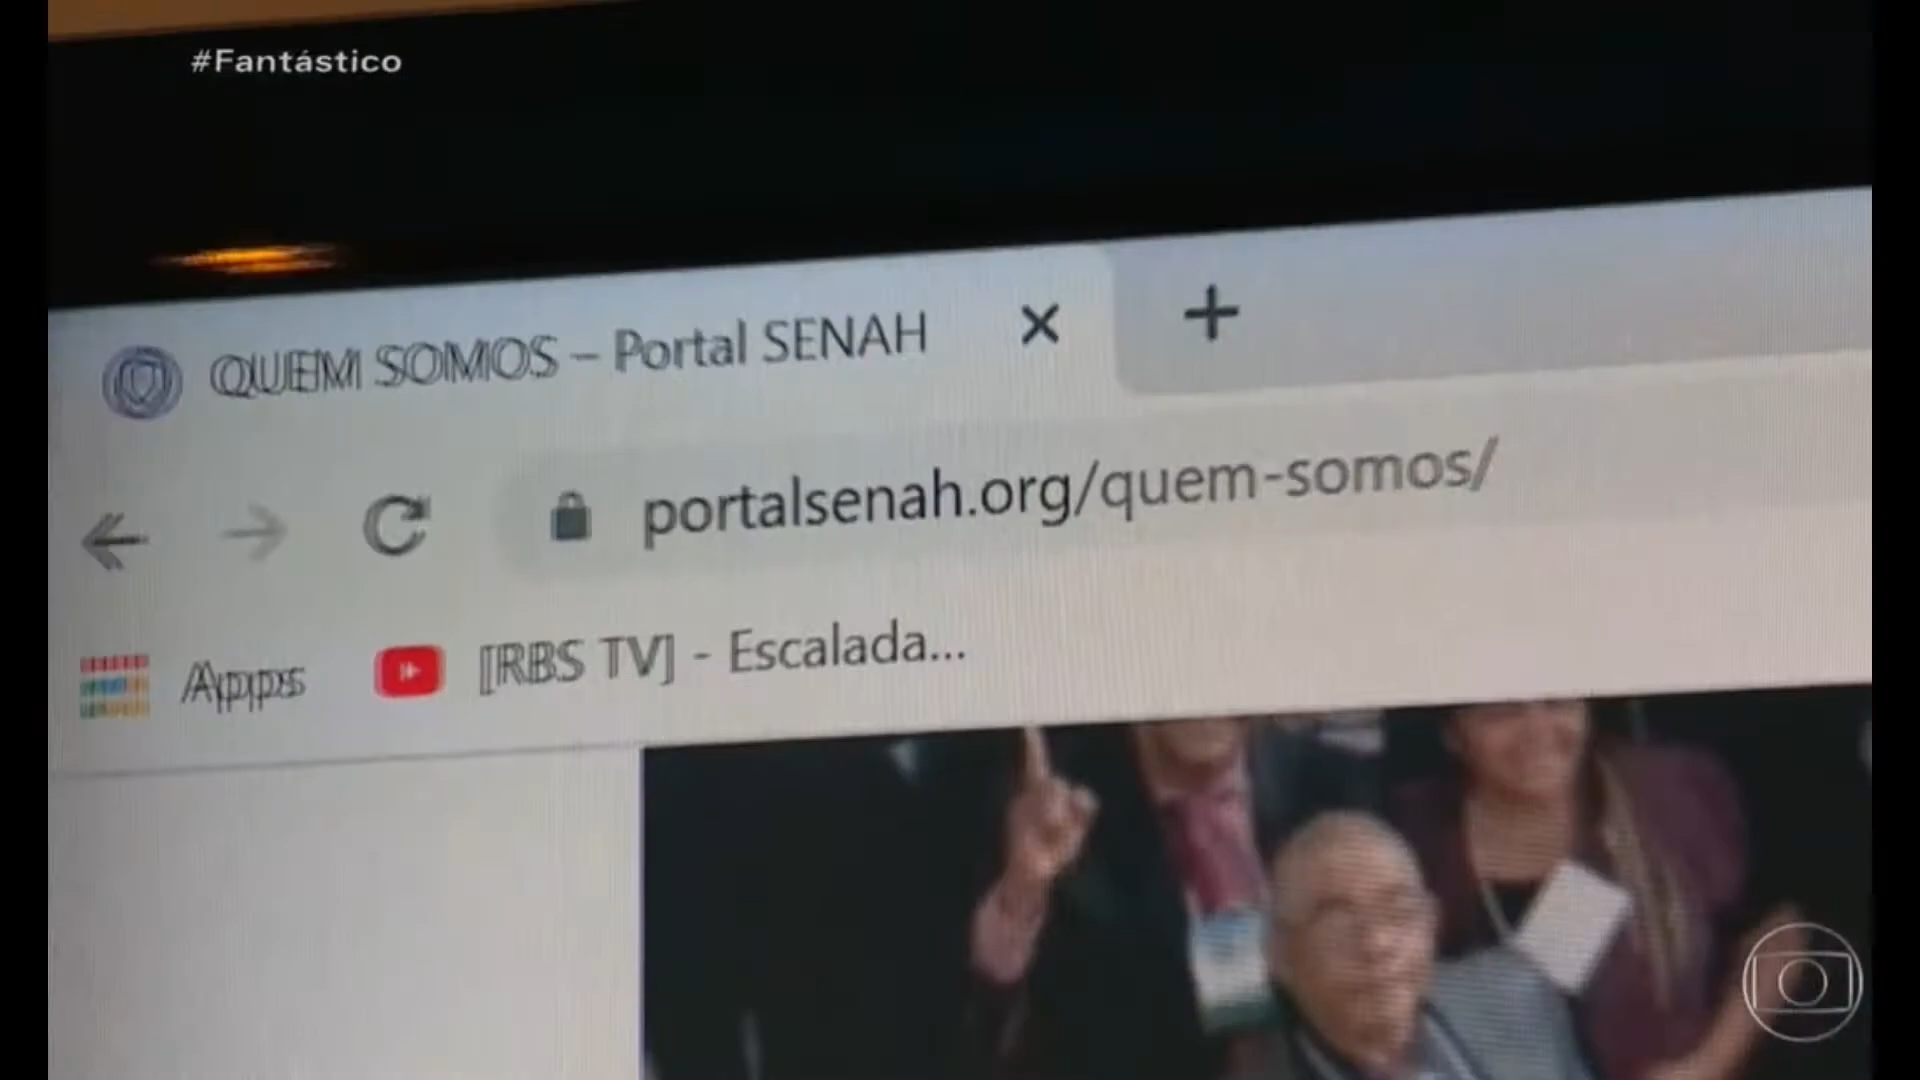 #Fantástico
QUEM SOMOS – Portal SENAH
portalsenah.org/quem-somos/
Apps [RBS TV] - Escalada...